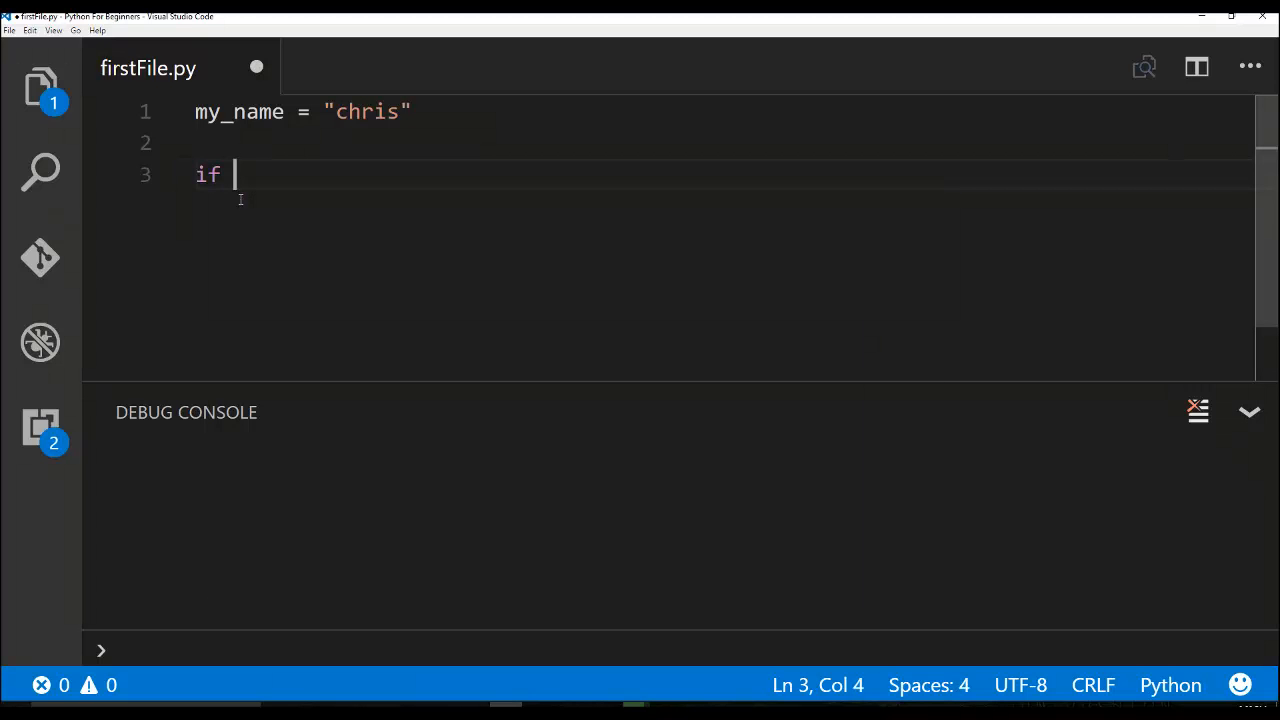 ● firstFile.py - Python For Beginners - Visual Studio Code
File Edit View Go Help
firstFile.py
1 my_name = "chris"
2
3 if
1
2
DEBUG CONSOLE
0 0 Ln 3, Col 4 Spaces: 4 UTF-8 CRLF Python